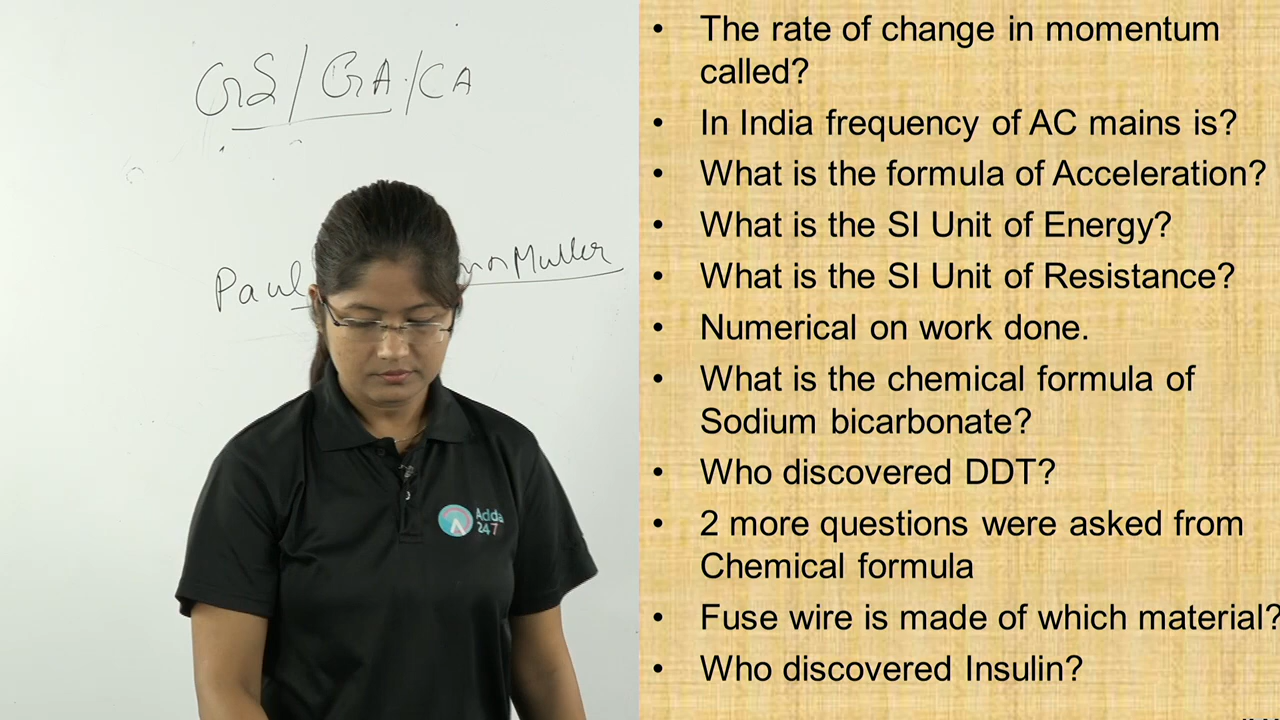 GS/GA/CA
Paul Muller
Adda
247
• The rate of change in momentum
called?
• In India frequency of AC mains is?
• What is the formula of Acceleration?
• What is the SI Unit of Energy?
• What is the SI Unit of Resistance?
• Numerical on work done.
• What is the chemical formula of
Sodium bicarbonate?
• Who discovered DDT?
• 2 more questions were asked from
Chemical formula
• Fuse wire is made of which material?
• Who discovered Insulin?